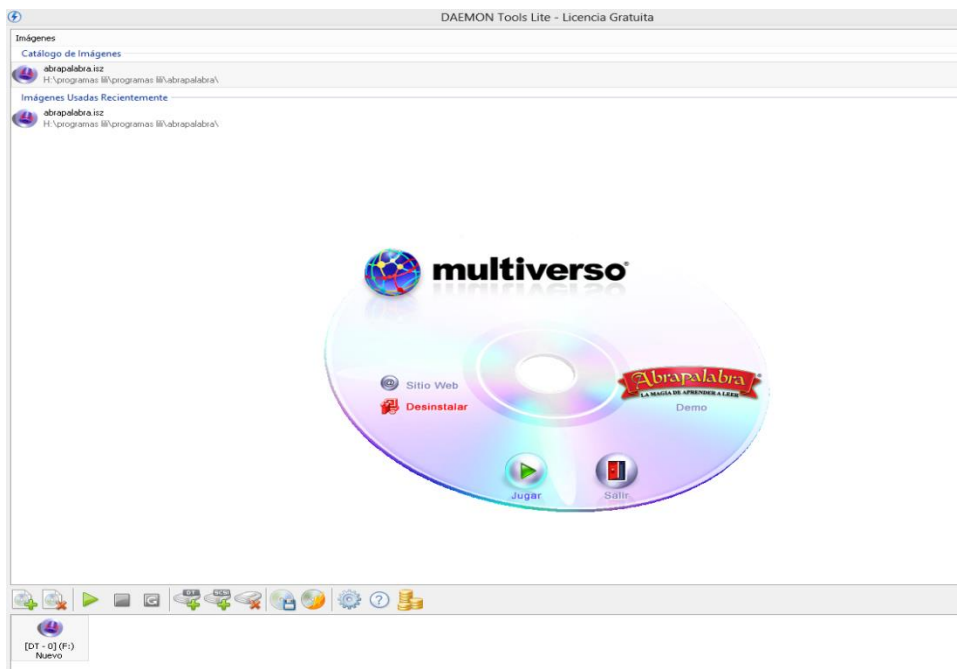 DAEMON Tools Lite - Licencia Gratuita
Imágenes
Catálogo de Imágenes
abrapalabra.isz
H:\programas lili\programas lili\abrapalabra\
Imágenes Usadas Recientemente
abrapalabra.isz
H:\programas lili\programas lili\abrapalabra\
multiverso®
Sitio Web
Desinstalar
Abrapalabra®
LA MAGIA DE APRENDER A LEER
Demo
Jugar
Salir
DT
SCSI
[DT - 0] (F:)
Nuevo